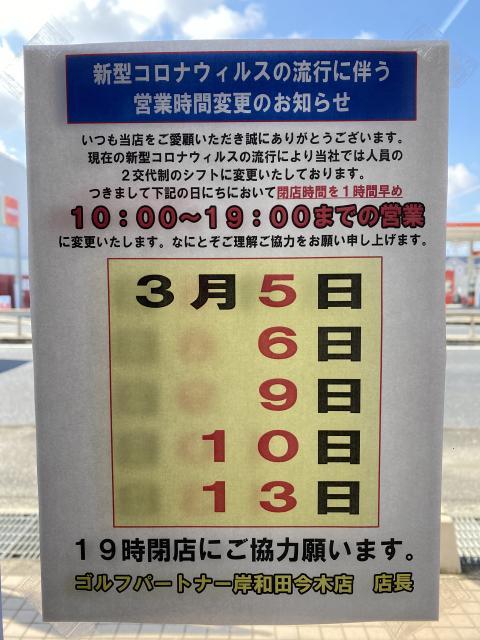 新型コロナウィルスの流行に伴う
営業時間変更のお知らせ
いつも当店をご愛顧いただき誠にありがとうございます。
現在の新型コロナウィルスの流行により当社では人員の
２交代制のシフトに変更いたしております。
つきまして下記の日にちにおいて閉店時間を１時間早め
１０：００～１９：００までの営業
に変更いたします。なにとぞご理解ご協力をお願い申し上げます。
３月５日
６日
９日
１０日
１３日
１９時閉店にご協力願います。
ゴルフパートナー岸和田今木店　店長